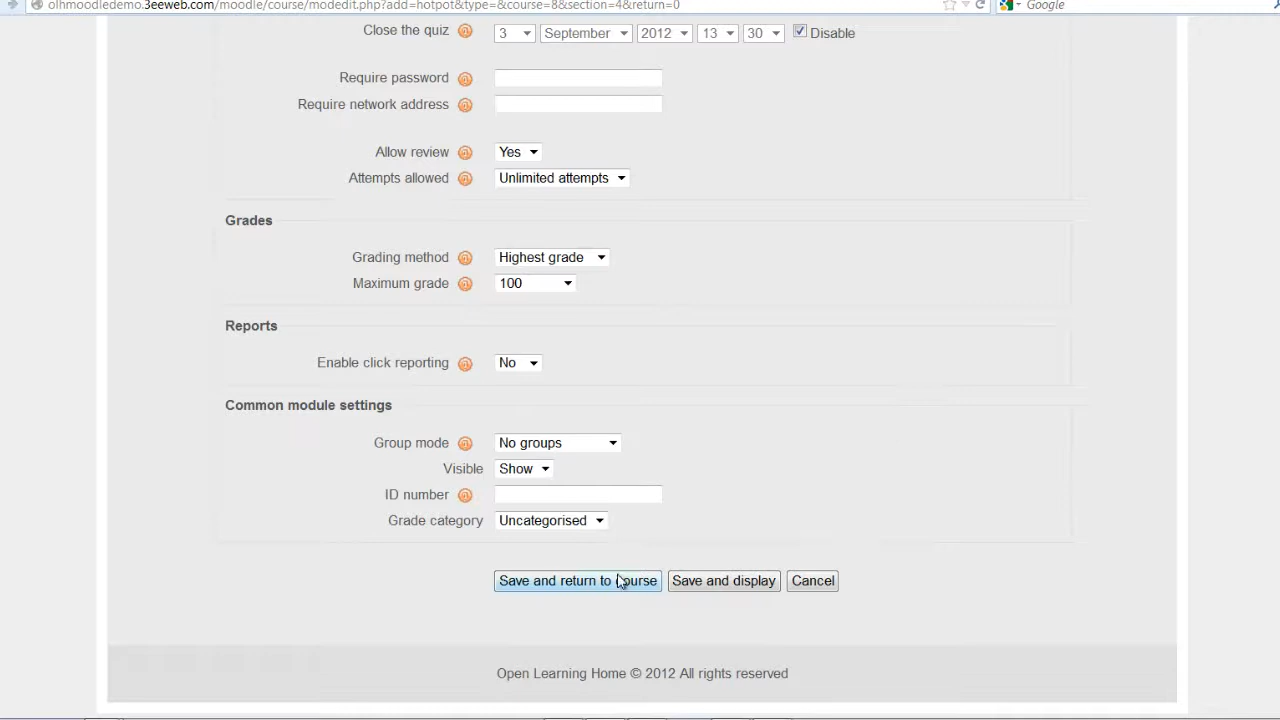 olhmoodledemo.3eeweb.com/moodle/course/modedit.php?add=hotpot&type=&course=8&section=4&return=0 Google
Close the quiz 3 September 2012 13 30 Disable
Require password
Require network address
Allow review Yes
Attempts allowed Unlimited attempts
Grades
Grading method Highest grade
Maximum grade 100
Reports
Enable click reporting No
Common module settings
Group mode No groups
Visible Show
ID number
Grade category Uncategorised
Save and return to course Save and display Cancel
Open Learning Home © 2012 All rights reserved